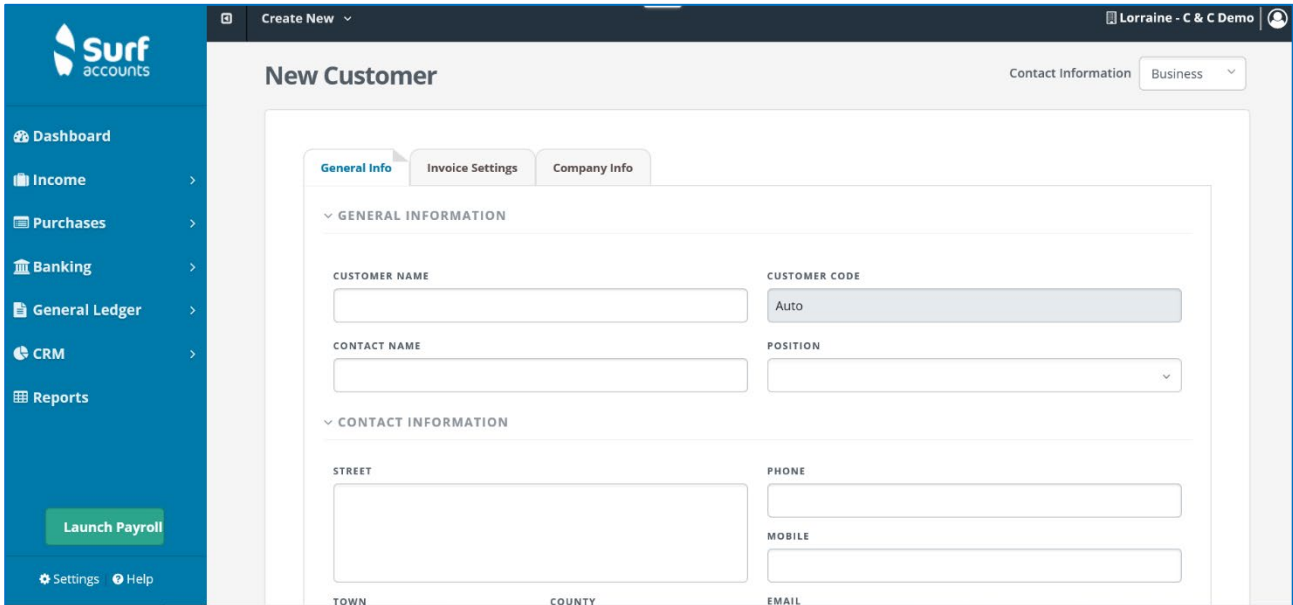 Surf
accounts
Create New
Lorraine - C & C Demo
New Customer
Contact Information
Business
Dashboard
Income
Purchases
Banking
General Ledger
CRM
Reports
Launch Payroll
Settings
Help
General Info
Invoice Settings
Company Info
GENERAL INFORMATION
CUSTOMER NAME
CUSTOMER CODE
Auto
CONTACT NAME
POSITION
CONTACT INFORMATION
STREET
PHONE
MOBILE
TOWN
COUNTY
EMAIL